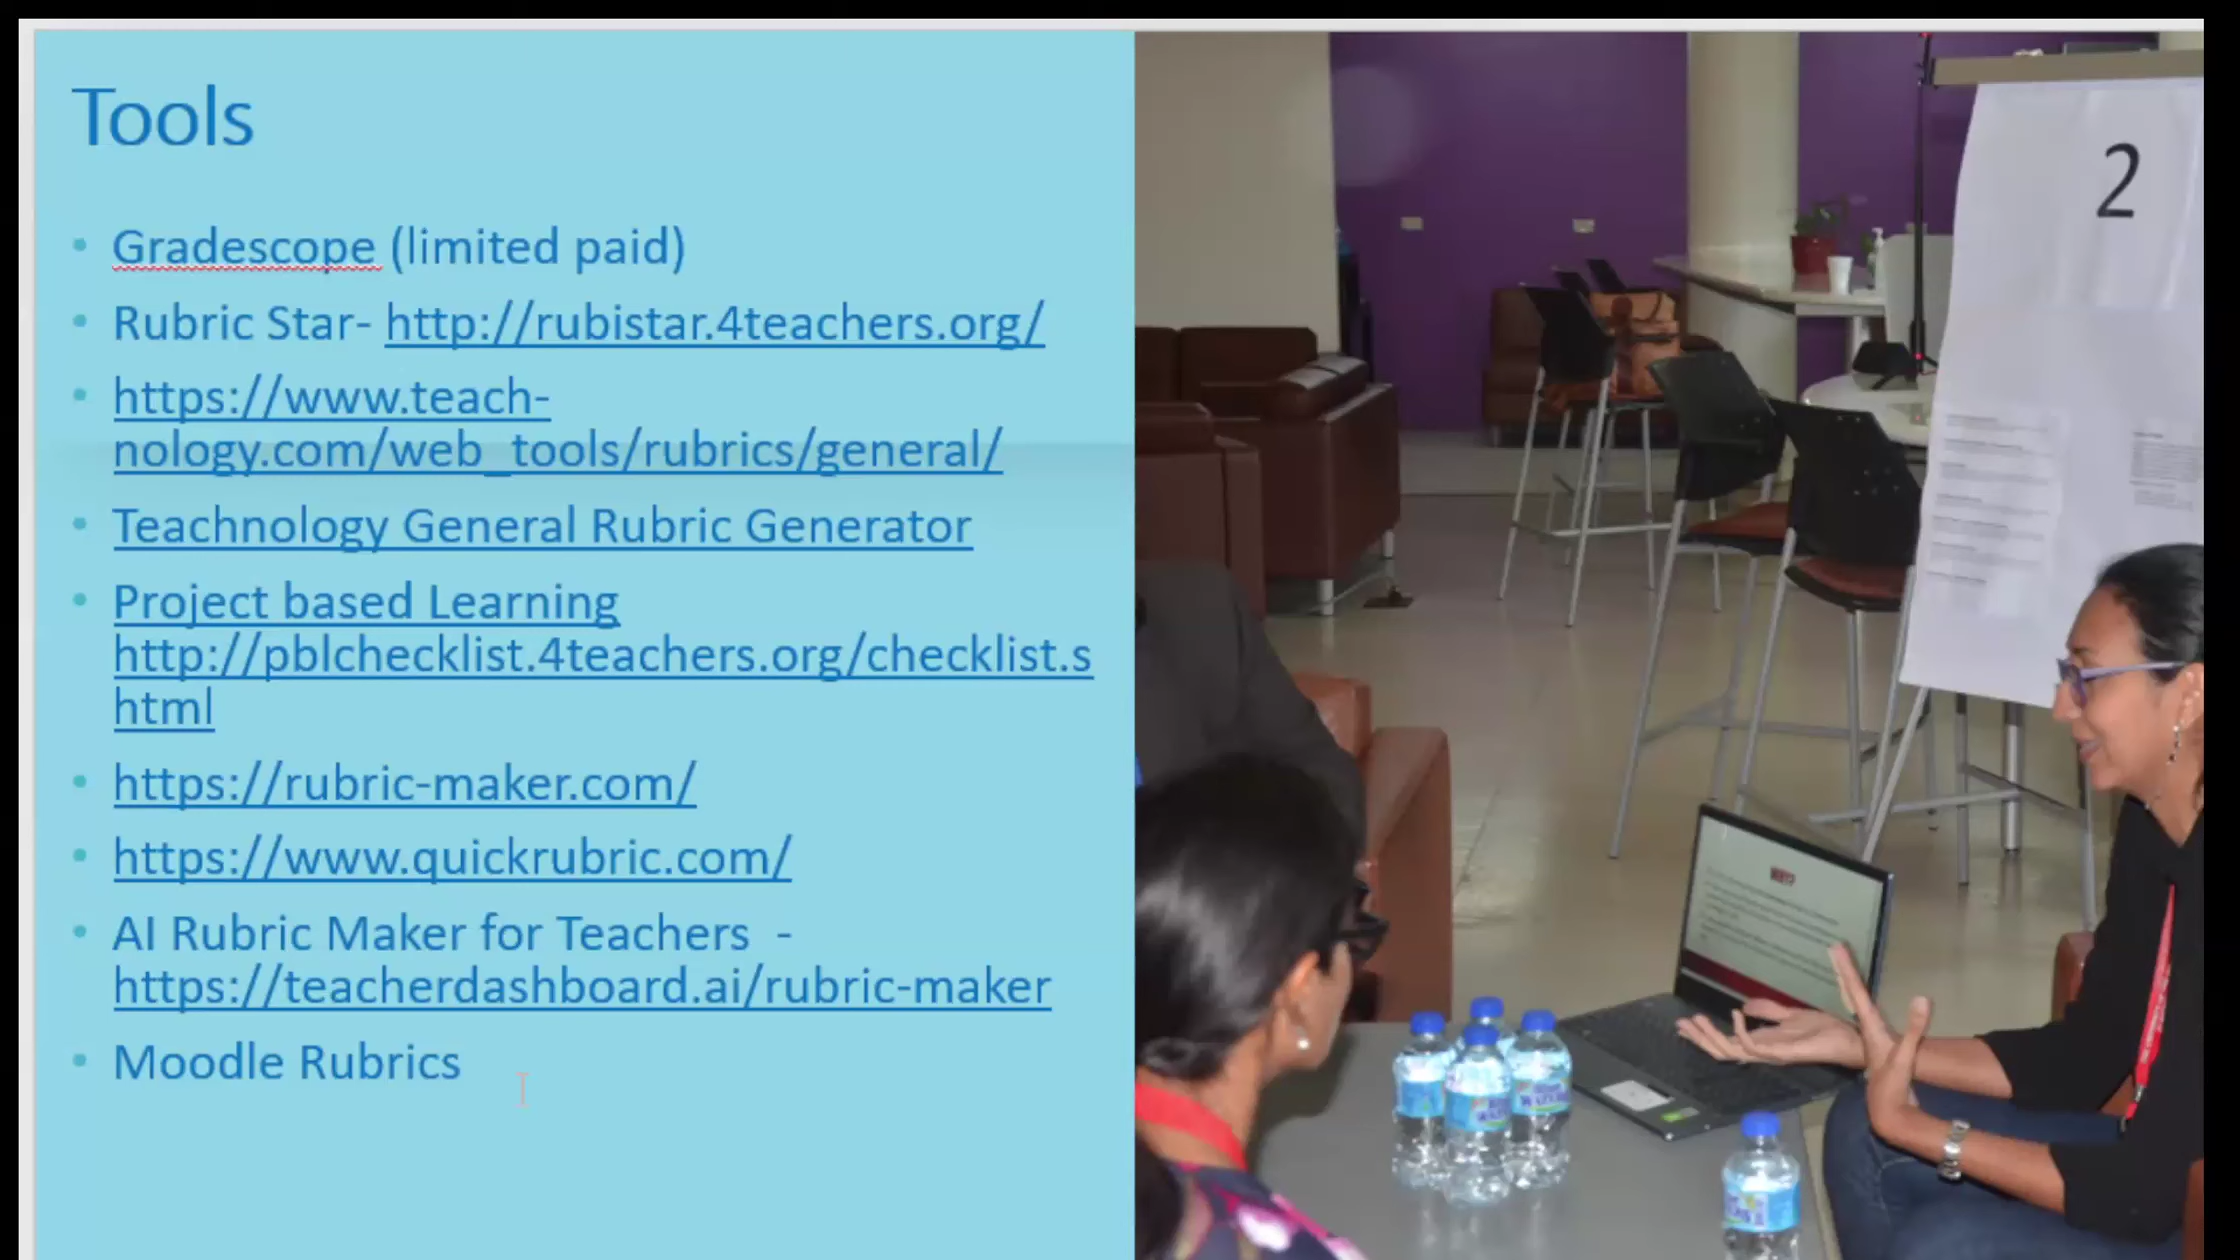 Tools
Gradescope (limited paid)
Rubric Star- http://rubistar.4teachers.org/
https://www.teach-
nology.com/web_tools/rubrics/general/
Teachnology General Rubric Generator
Project based Learning
http://pblchecklist.4teachers.org/checklist.s
html
https://rubric-maker.com/
https://www.quickrubric.com/
AI Rubric Maker for Teachers -
https://teacherdashboard.ai/rubric-maker
Moodle Rubrics
2